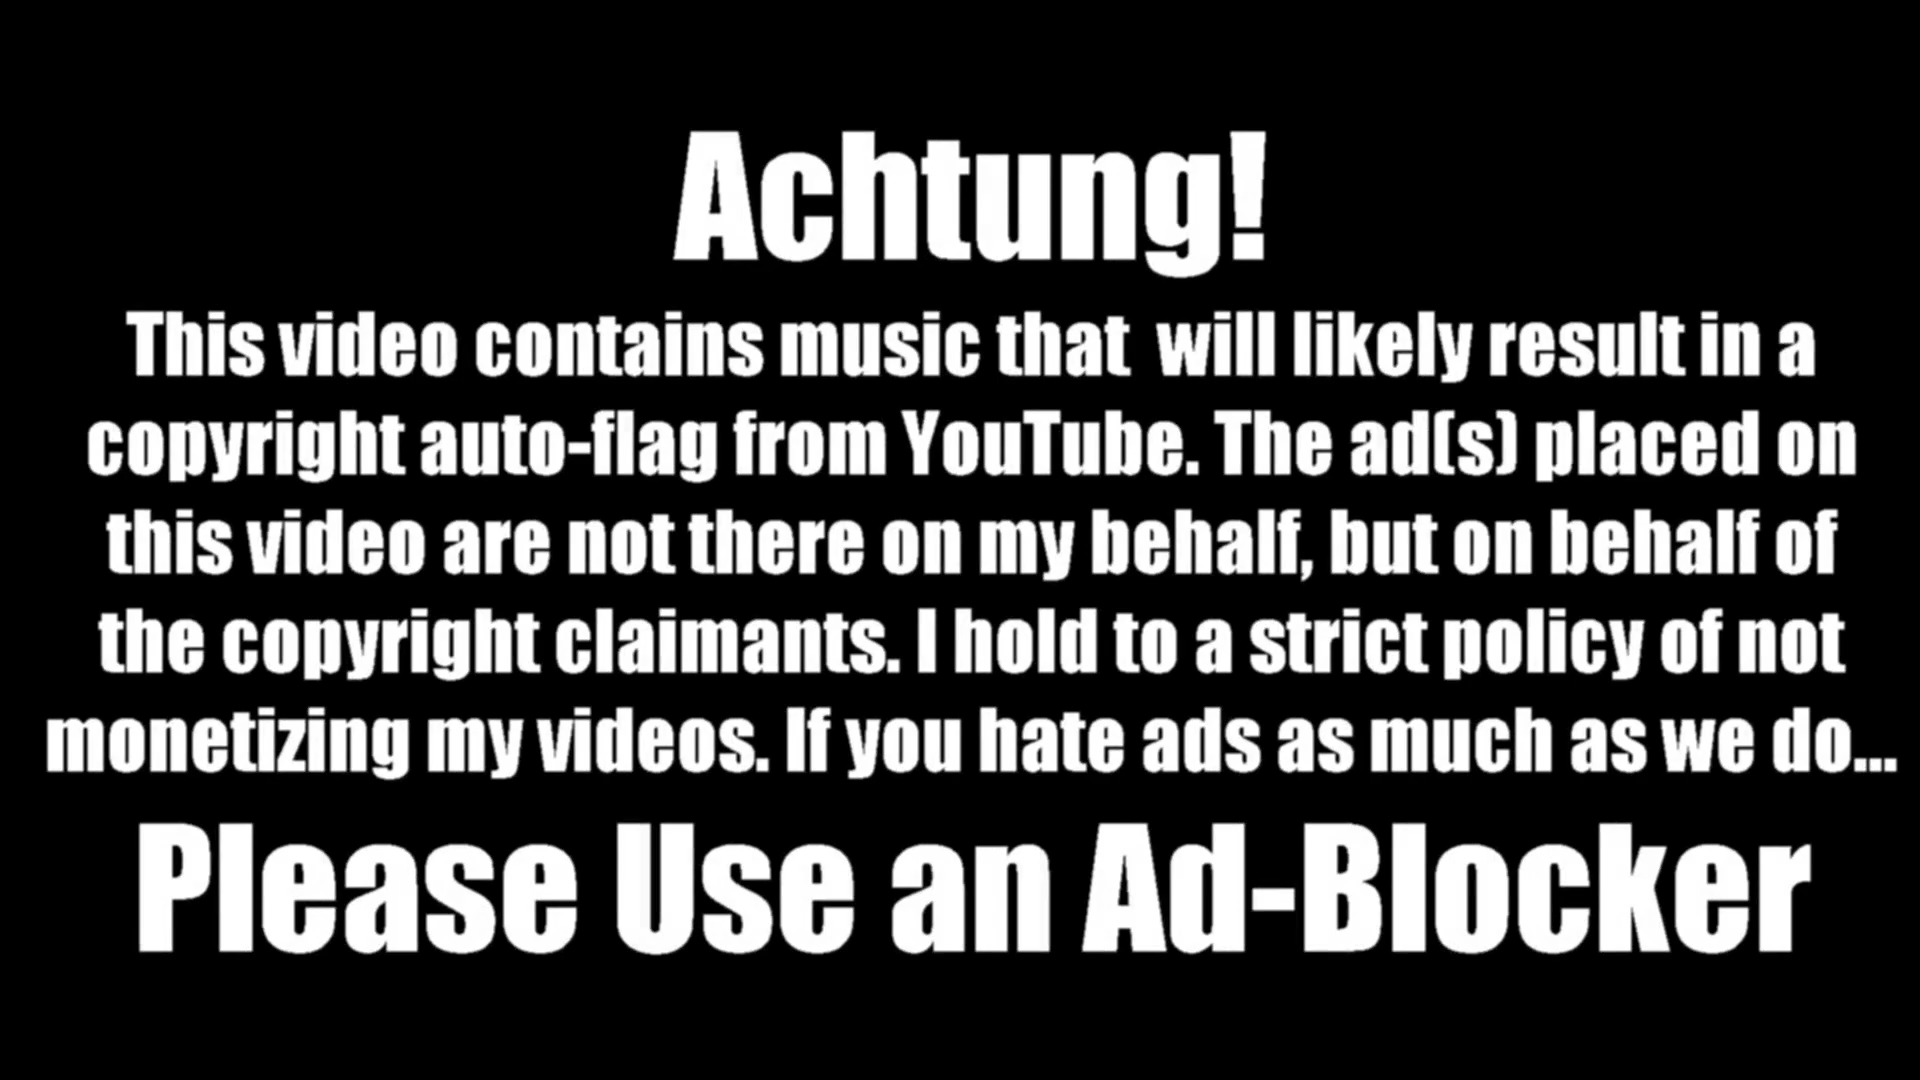 Achtung!
This video contains music that will likely result in a
copyright auto-flag from YouTube. The ad(s) placed on
this video are not there on my behalf, but on behalf of
the copyright claimants. I hold to a strict policy of not
monetizing my videos. If you hate ads as much as we do...
Please Use an Ad-Blocker